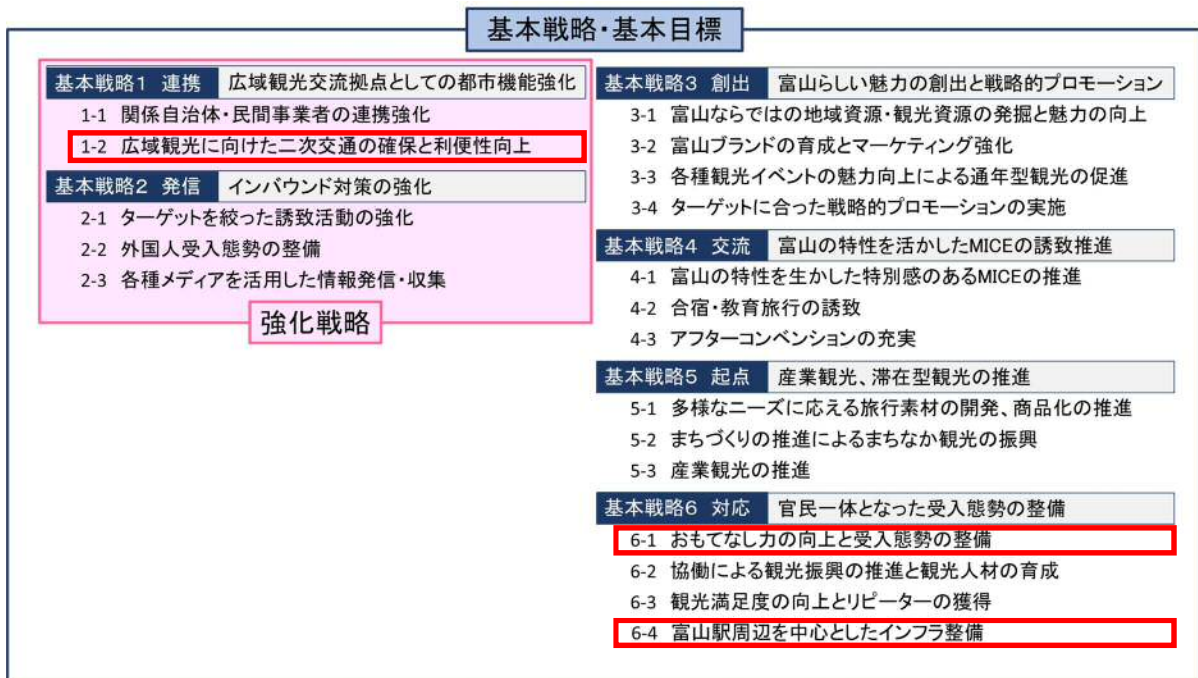 基本戦略・基本目標
基本戦略1 連携 広域観光交流拠点としての都市機能強化
1-1 関係自治体・民間事業者の連携強化
1-2 広域観光に向けた二次交通の確保と利便性向上
基本戦略2 発信 インバウンド対策の強化
2-1 ターゲットを絞った誘致活動の強化
2-2 外国人受入態勢の整備
2-3 各種メディアを活用した情報発信・収集
強化戦略
基本戦略3 創出 富山らしい魅力の創出と戦略的プロモーション
3-1 富山ならではの地域資源・観光資源の発掘と魅力の向上
3-2 富山ブランドの育成とマーケティング強化
3-3 各種観光イベントの魅力向上による通年型観光の促進
3-4 ターゲットに合った戦略的プロモーションの実施
基本戦略4 交流 富山の特性を活かしたMICEの誘致推進
4-1 富山の特性を生かした特別感のあるMICEの推進
4-2 合宿・教育旅行の誘致
4-3 アフターコンベンションの充実
基本戦略5 起点 産業観光、滞在型観光の推進
5-1 多様なニーズに応える旅行素材の開発、商品化の推進
5-2 まちづくりの推進によるまちなか観光の振興
5-3 産業観光の推進
基本戦略6 対応 官民一体となった受入態勢の整備
6-1 おもてなし力の向上と受入態勢の整備
6-2 協働による観光振興の推進と観光人材の育成
6-3 観光満足度の向上とリピーターの獲得
6-4 富山駅周辺を中心としたインフラ整備